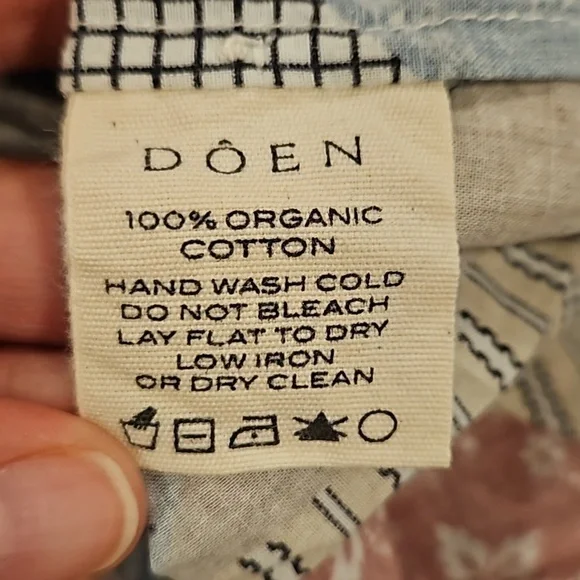 DÔEN
100% ORGANIC
COTTON
HAND WASH COLD
DO NOT BLEACH
LAY FLAT TO DRY
LOW IRON
OR DRY CLEAN